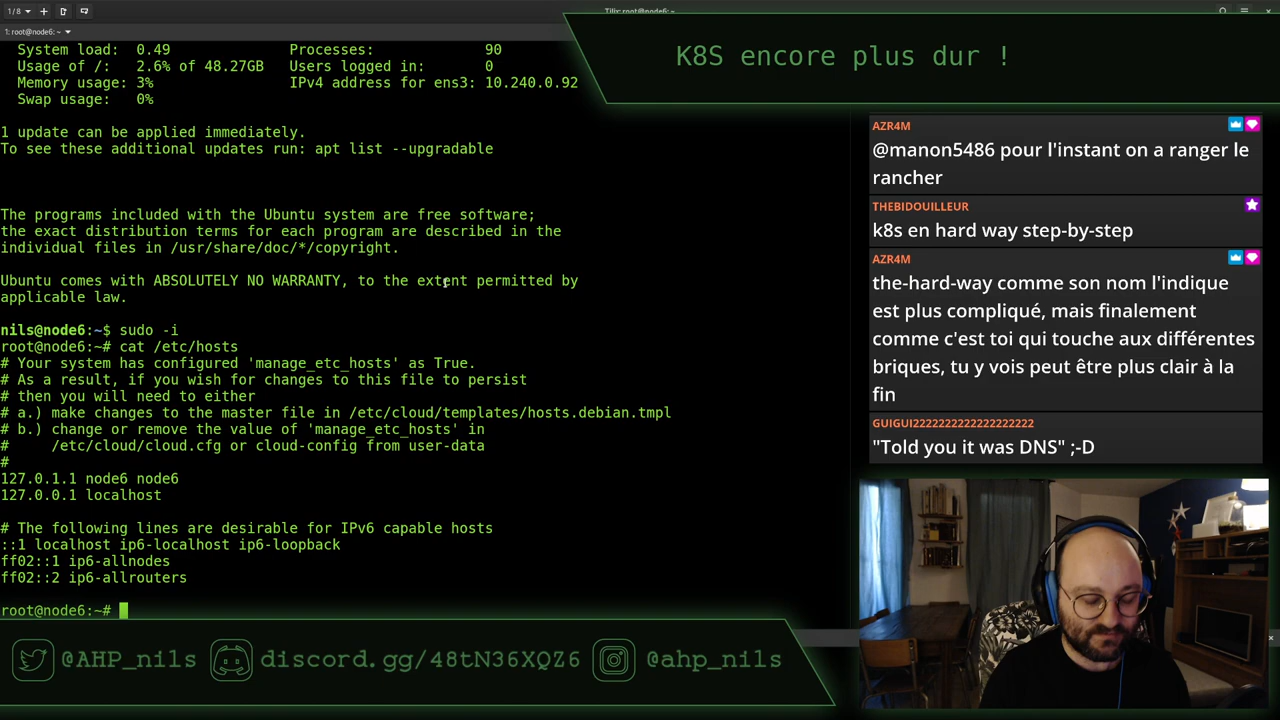 1 / 8
Tilix: root@node6: ~
1: root@node6: ~
System load:  0.49              Processes:              90
Usage of /:   2.6% of 48.27GB   Users logged in:        0
Memory usage: 3%                IPv4 address for ens3: 10.240.0.92
Swap usage:   0%
1 update can be applied immediately.
To see these additional updates run: apt list --upgradable
The programs included with the Ubuntu system are free software;
the exact distribution terms for each program are described in the
individual files in /usr/share/doc/*/copyright.
Ubuntu comes with ABSOLUTELY NO WARRANTY, to the extent permitted by
applicable law.
nils@node6:~$ sudo -i
root@node6:~# cat /etc/hosts
# Your system has configured 'manage_etc_hosts' as True.
# As a result, if you wish for changes to this file to persist
# then you will need to either
# a.) make changes to the master file in /etc/cloud/templates/hosts.debian.tmpl
# b.) change or remove the value of 'manage_etc_hosts' in
#     /etc/cloud/cloud.cfg or cloud-config from user-data
#
127.0.1.1 node6 node6
127.0.0.1 localhost
# The following lines are desirable for IPv6 capable hosts
::1 localhost ip6-localhost ip6-loopback
ff02::1 ip6-allnodes
ff02::2 ip6-allrouters
root@node6:~#
K8S encore plus dur !
AZR4M
@manon5486 pour l'instant on a ranger le
rancher
THEBIDOUILLEUR
k8s en hard way step-by-step
AZR4M
the-hard-way comme son nom l'indique
est plus compliqué, mais finalement
comme c'est toi qui touche aux différentes
briques, tu y vois peut être plus clair à la
fin
GUIGUI2222222222222222222
"Told you it was DNS" ;-D
@AHP_nils
discord.gg/48tN36XQZ6
@ahp_nils